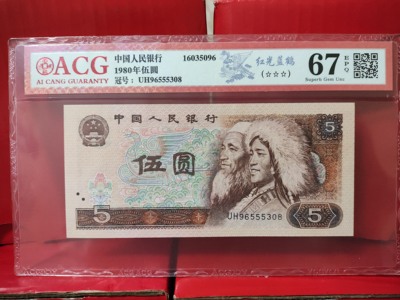 ACG
AI CANG GUARANTY
中国人民银行
1980年伍圆
冠号：UH96555308
16035096
红光蓝鹤
(☆☆☆)
67 EPQ
Superb Gem Unc
中国人民银行
5
伍圆
UH96555308
5
5